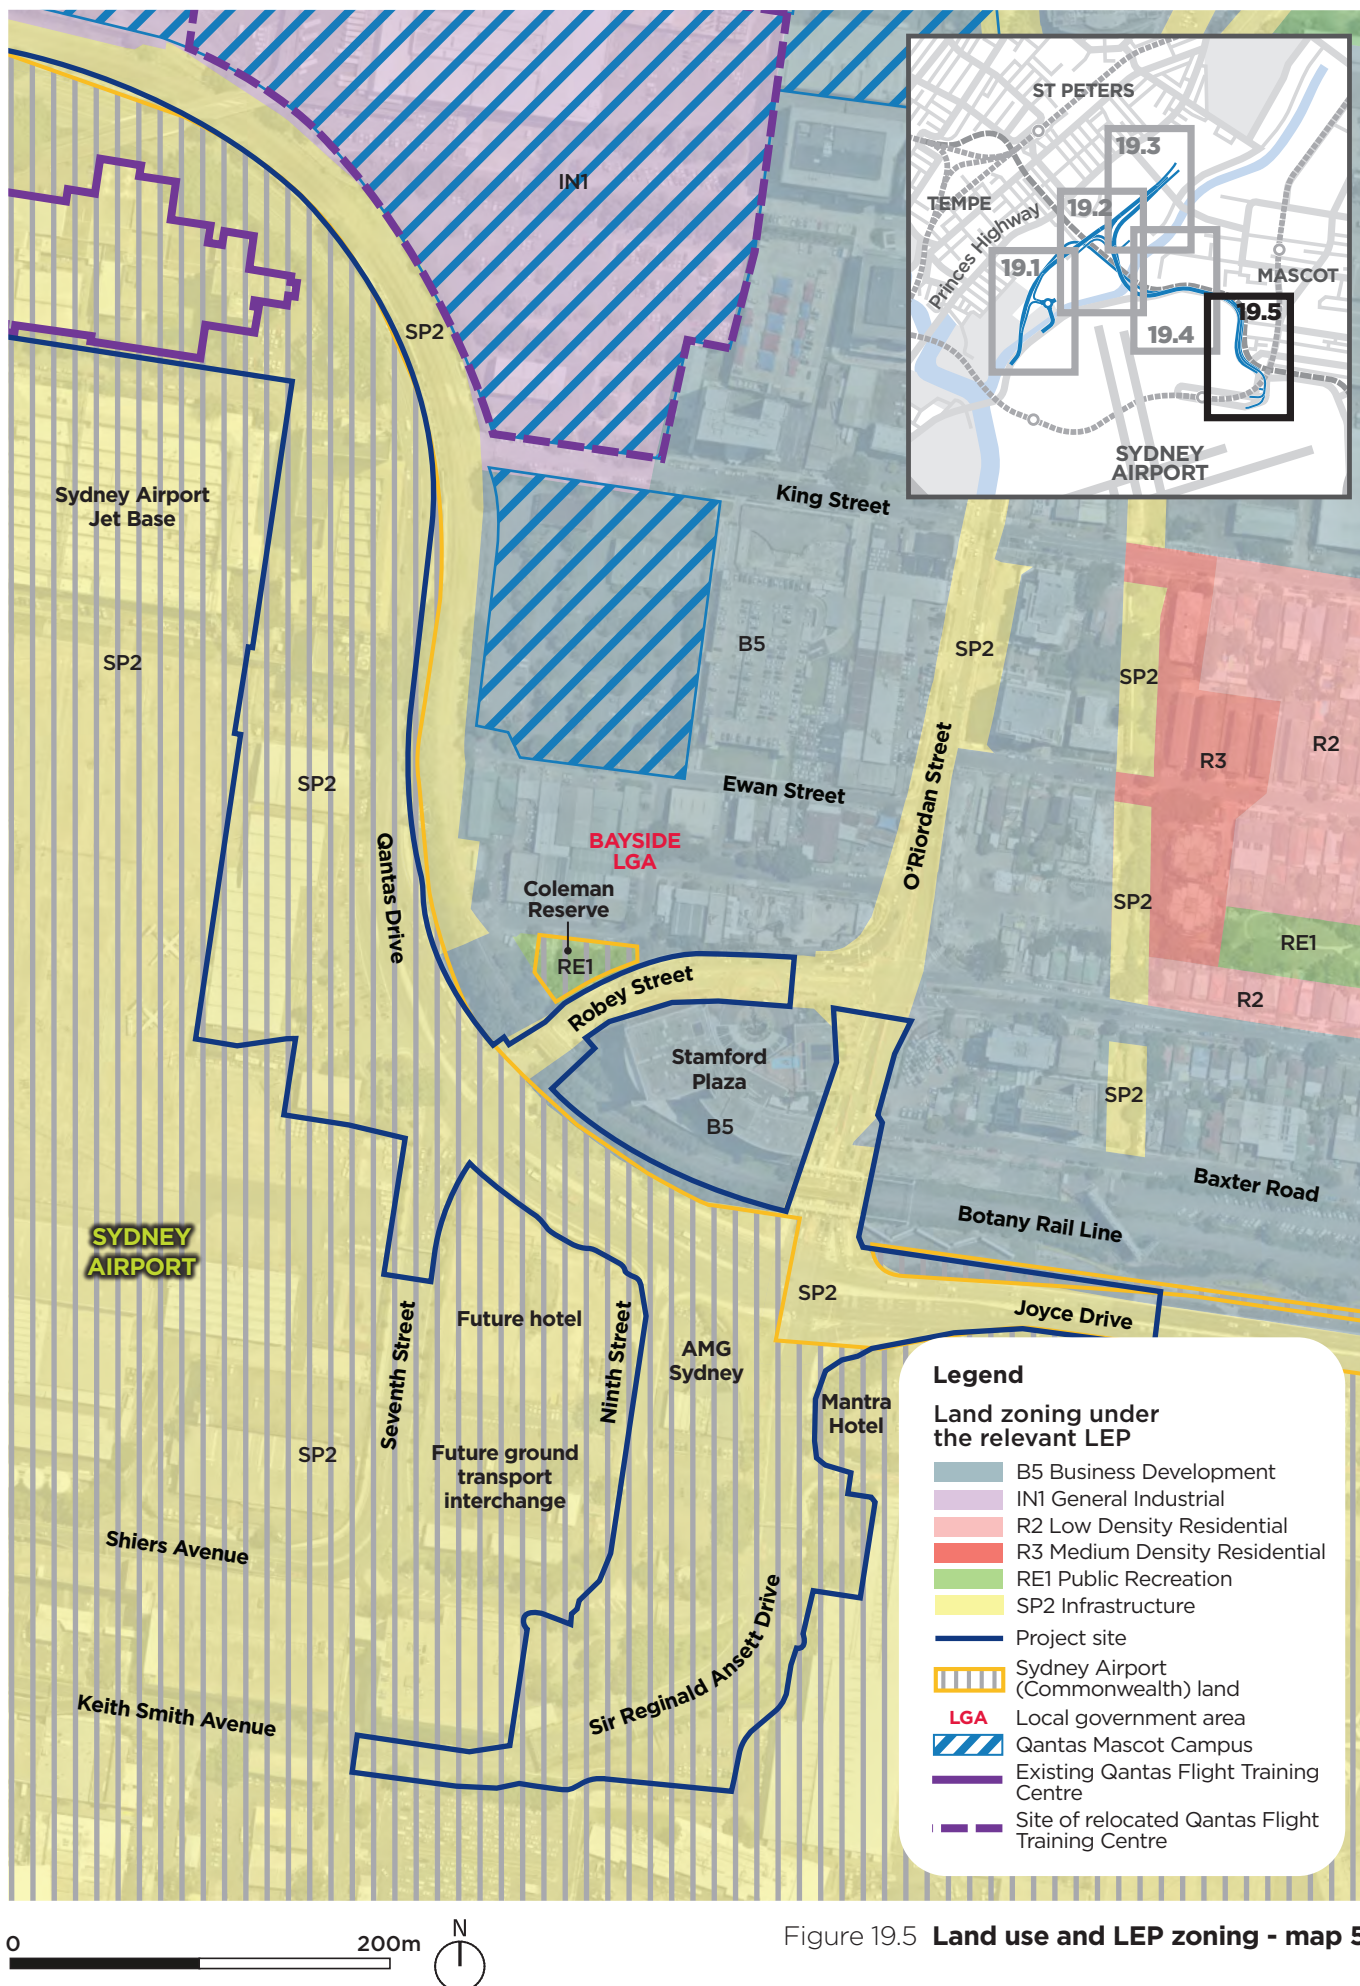 ST PETERS
19.3
TEMPE
19.2
Princes Highway
19.1
MASCOT
19.5
19.4
SYDNEY
AIRPORT
IN1
SP2
Sydney Airport
Jet Base
King Street
SP2
B5
SP2
SP2
R3
R2
SP2
Ewan Street
O'Riordan Street
Qantas Drive
BAYSIDE
LGA
Coleman
Reserve
RE1
SP2
RE1
R2
Robey Street
Stamford
Plaza
B5
SP2
Baxter Road
Botany Rail Line
SYDNEY
AIRPORT
SP2
Joyce Drive
Future hotel
Seventh Street
Ninth Street
AMG
Sydney
Mantra
Hotel
SP2
Future ground
transport
interchange
Shiers Avenue
Sir Reginald Ansett Drive
Keith Smith Avenue
Legend
Land zoning under
the relevant LEP
B5 Business Development
IN1 General Industrial
R2 Low Density Residential
R3 Medium Density Residential
RE1 Public Recreation
SP2 Infrastructure
Project site
Sydney Airport
(Commonwealth) land
LGA Local government area
Qantas Mascot Campus
Existing Qantas Flight Training
Centre
Site of relocated Qantas Flight
Training Centre
0 200m
N
Figure 19.5 Land use and LEP zoning - map 5